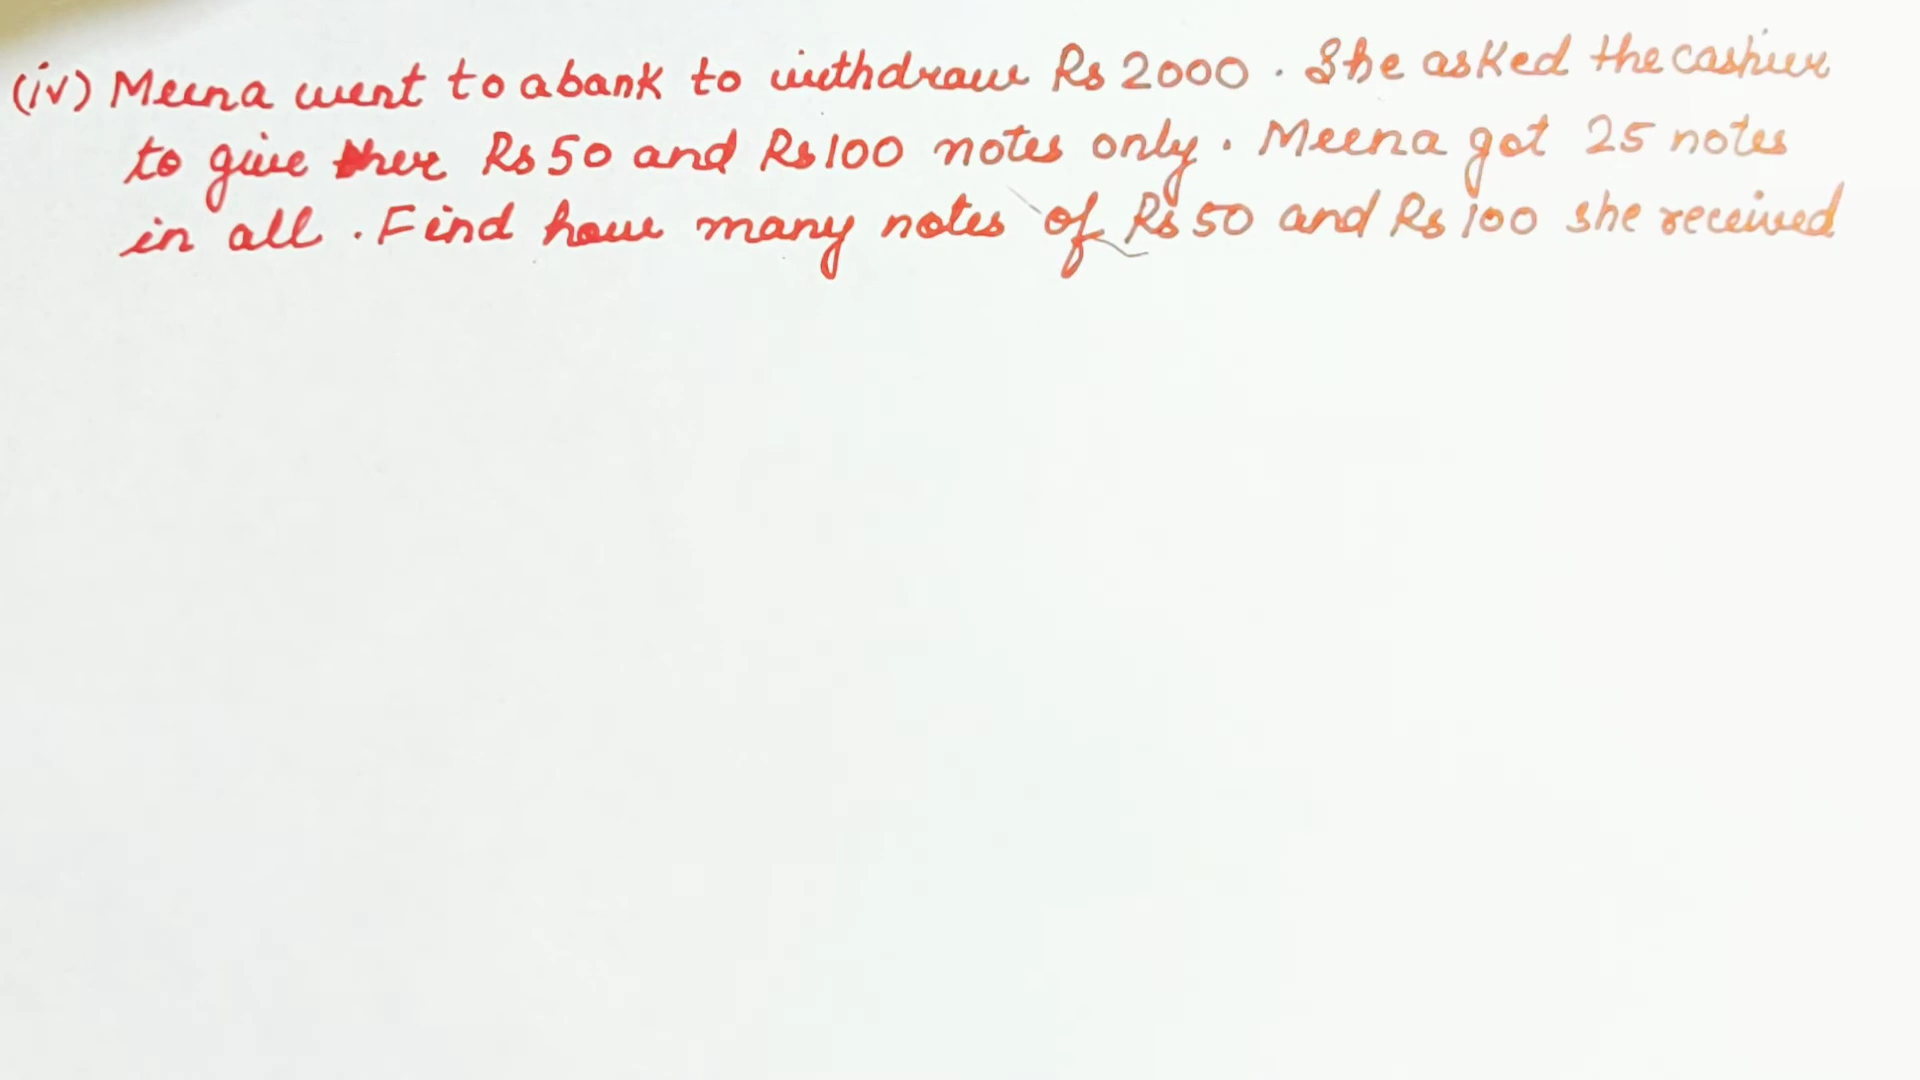 (iv) Meena went to a bank to withdraw Rs 2000 . She asked the cashier
to give her Rs 50 and Rs 100 notes only . Meena got 25 notes
in all . Find how many notes of Rs 50 and Rs 100 she received